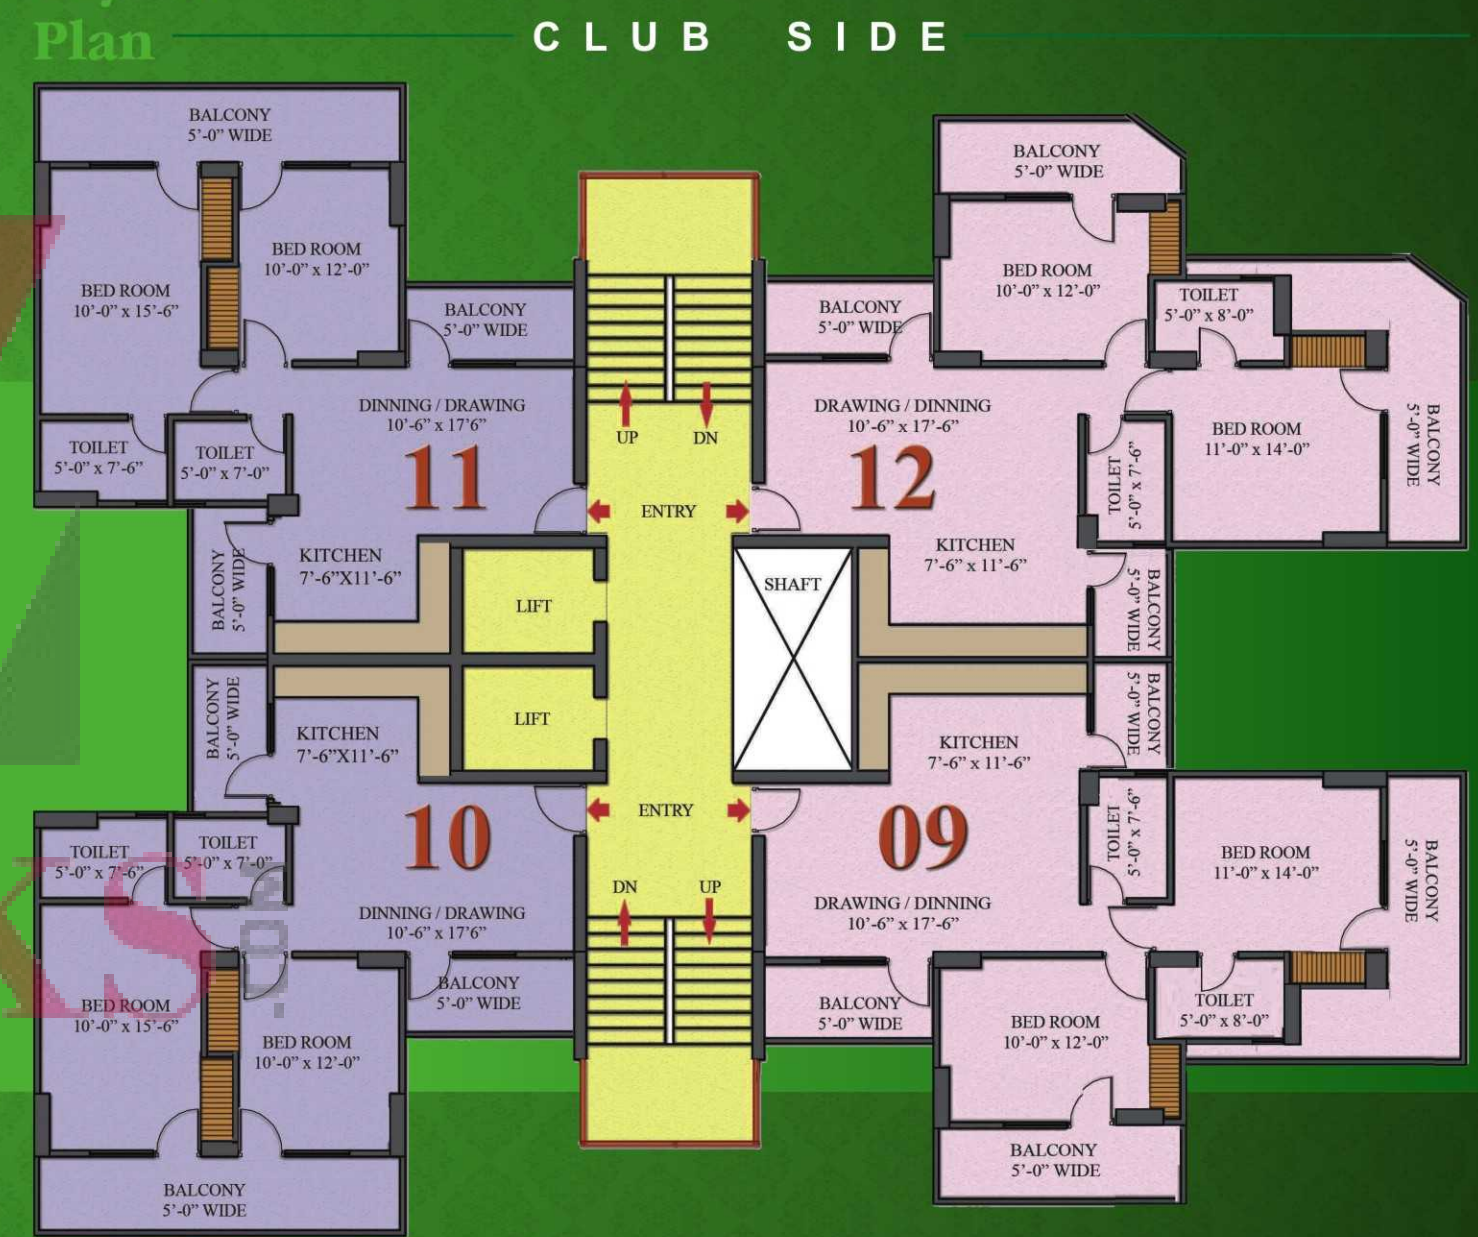 Plan
CLUB SIDE
BALCONY
5’-0” WIDE
BED ROOM
10’-0” x 15’-6”
BED ROOM
10’-0” x 12’-0”
BALCONY
5’-0” WIDE
DINNING / DRAWING
10’-6” x 17’6”
11
TOILET
5’-0” x 7’-6”
TOILET
5’-0” x 7’-0”
BALCONY
5’-0” WIDE
KITCHEN
7’-6”X11’-6”
LIFT
UP
DN
ENTRY
BALCONY
5’-0” WIDE
BALCONY
5’-0” WIDE
BED ROOM
10’-0” x 12’-0”
TOILET
5’-0” x 8’-0”
DRAWING / DINNING
10’-6” x 17’-6”
12
BED ROOM
11’-0” x 14’-0”
BALCONY
5’-0” WIDE
TOILET
5’-0” x 7’-6”
KITCHEN
7’-6” x 11’-6”
BALCONY
5’-0” WIDE
SHAFT
BALCONY
5’-0” WIDE
KITCHEN
7’-6”X11’-6”
LIFT
10
ENTRY
TOILET
5’-0” x 7’-6”
TOILET
5’-0” x 7’-0”
DINNING / DRAWING
10’-6” x 17’6”
DN
UP
BED ROOM
10’-0” x 15’-6”
BED ROOM
10’-0” x 12’-0”
BALCONY
5’-0” WIDE
BALCONY
5’-0” WIDE
KITCHEN
7’-6” x 11’-6”
BALCONY
5’-0” WIDE
09
TOILET
5’-0” x 7’-6”
BED ROOM
11’-0” x 14’-0”
BALCONY
5’-0” WIDE
DRAWING / DINNING
10’-6” x 17’-6”
BALCONY
5’-0” WIDE
BED ROOM
10’-0” x 12’-0”
TOILET
5’-0” x 8’-0”
BALCONY
5’-0” WIDE
KS
.COM